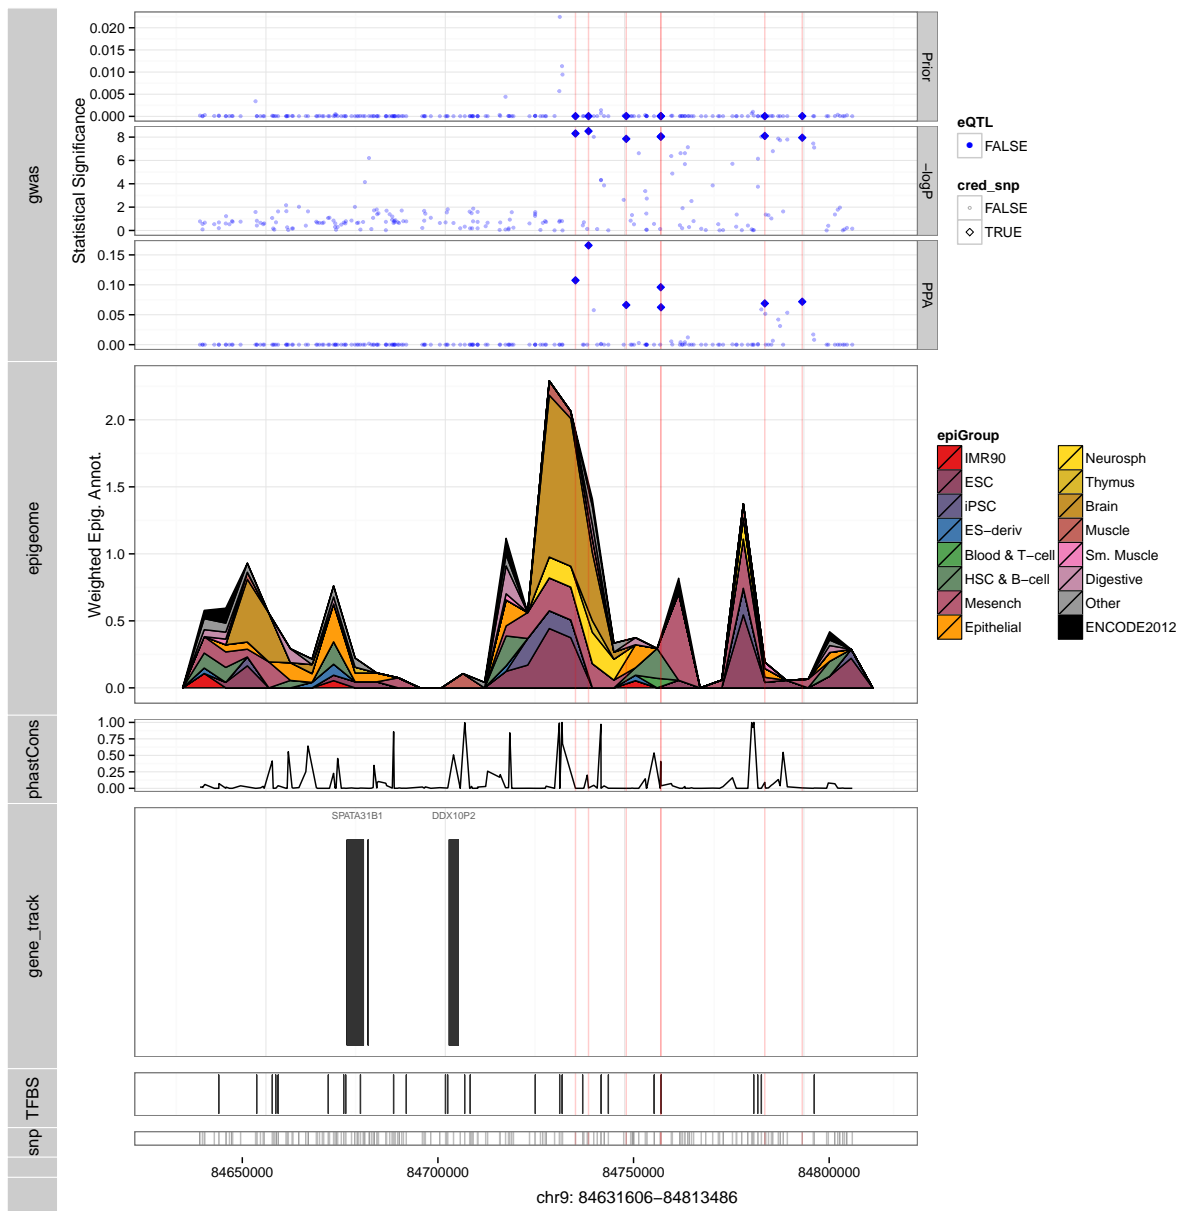 gwas
Statistical Significance
0.020
0.015
0.010
0.005
0.000
Prior
8
6
4
2
0
−logP
0.15
0.10
0.05
0.00
PPA
eQTL
FALSE
cred_snp
FALSE
TRUE
epigeome
Weighted Epig. Annot.
2.0
1.5
1.0
0.5
0.0
epiGroup
IMR90
ESC
iPSC
ES−deriv
Blood & T−cell
HSC & B−cell
Mesench
Epithelial
Neurosph
Thymus
Brain
Muscle
Sm. Muscle
Digestive
Other
ENCODE2012
phastCons
1.00
0.75
0.50
0.25
0.00
gene_track
SPATA31B1
DDX10P2
TFBS
snp
84650000
84700000
84750000
84800000
chr9: 84631606−84813486